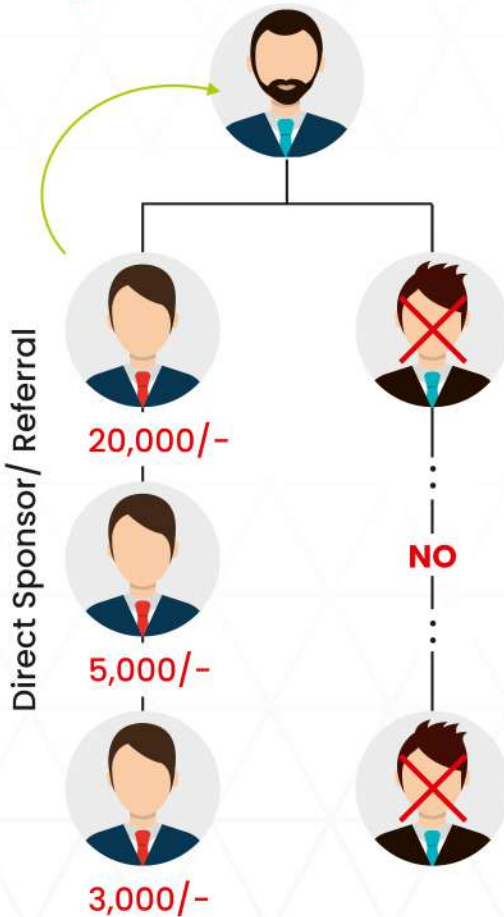 Direct Sponsor/ Referral
20,000/-
5,000/-
3,000/-
NO